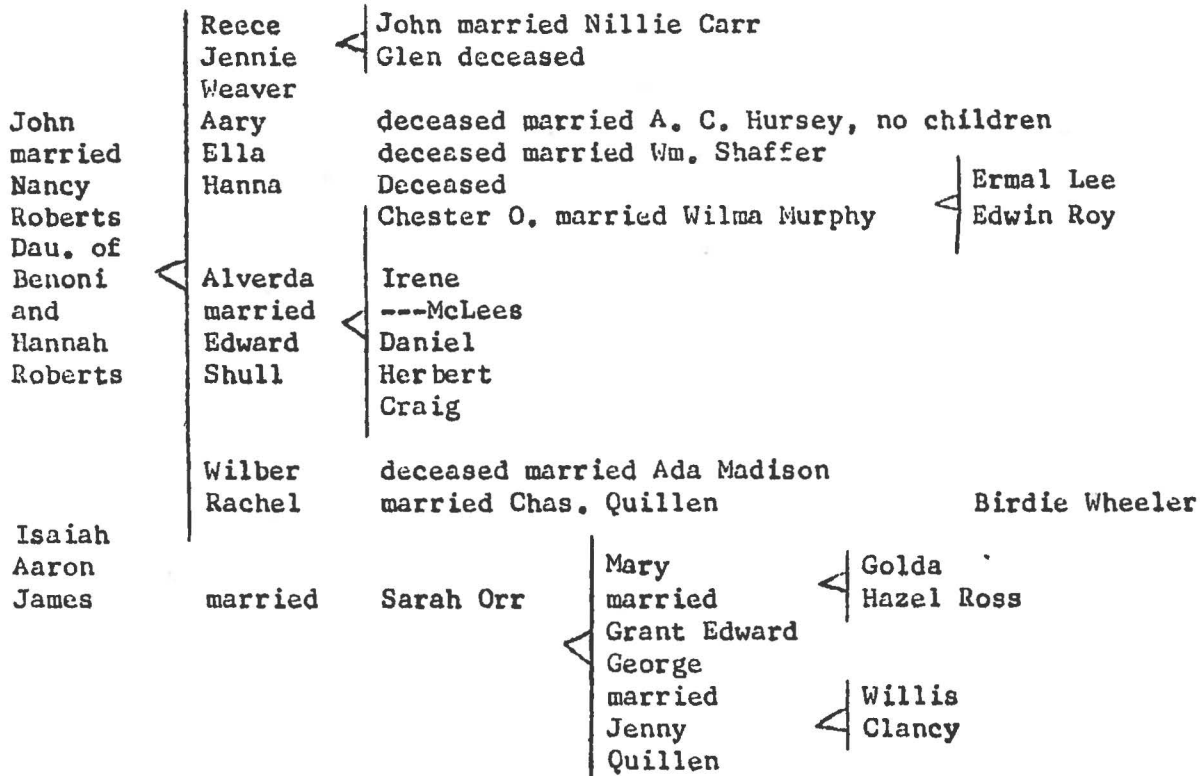 Reece John married Nillie Carr
Jennie Glen deceased
Weaver
John Aary deceased married A. C. Hursey, no children
married Ella deceased married Wm. Shaffer
Nancy Hanna Deceased Ermal Lee
Roberts Chester O. married Wilma Murphy Edwin Roy
Dau. of
Benoni Alverda Irene
and married ---McLees
Hannah Edward Daniel
Roberts Shull Herbert
Craig
Wilber deceased married Ada Madison
Rachel married Chas. Quillen Birdie Wheeler
Isaiah
Aaron Mary Golda
James married Sarah Orr married Hazel Ross
Grant Edward
George
married Willis
Jenny Clancy
Quillen